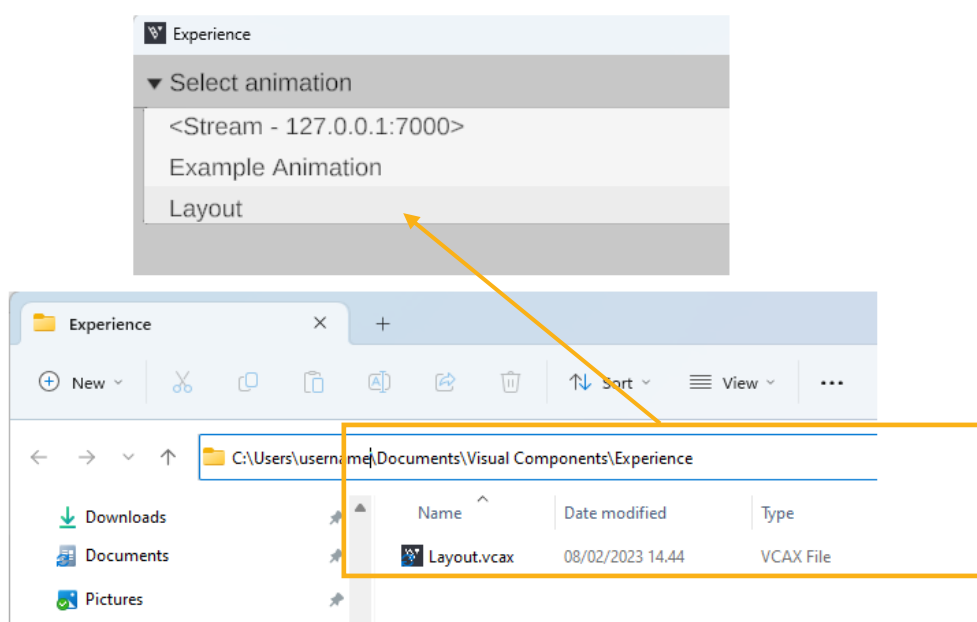 Experience
Select animation
<Stream - 127.0.0.1:7000>
Example Animation
Layout
Experience
New
Sort
View
C:\Users\username\Documents\Visual Components\Experience
Name Date modified Type
Downloads
Documents
Layout.vcax 08/02/2023 14.44 VCAX File
Pictures